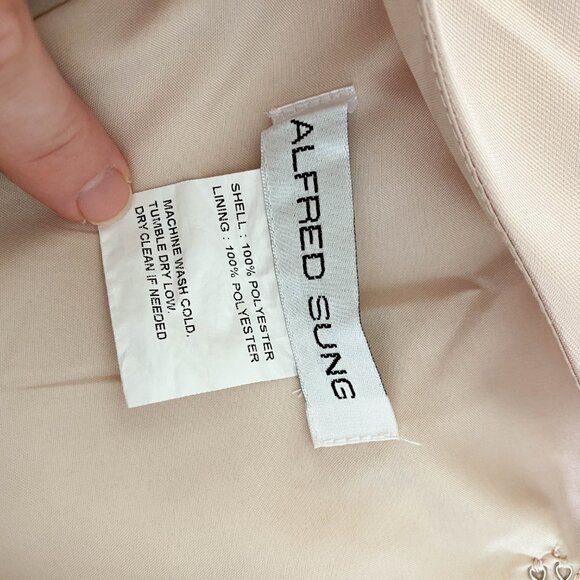 ALFRED SUNG
SHELL : 100% POLYESTER
LINING : 100% POLYESTER
MACHINE WASH COLD.
TUMBLE DRY LOW.
DRY CLEAN IF NEEDED